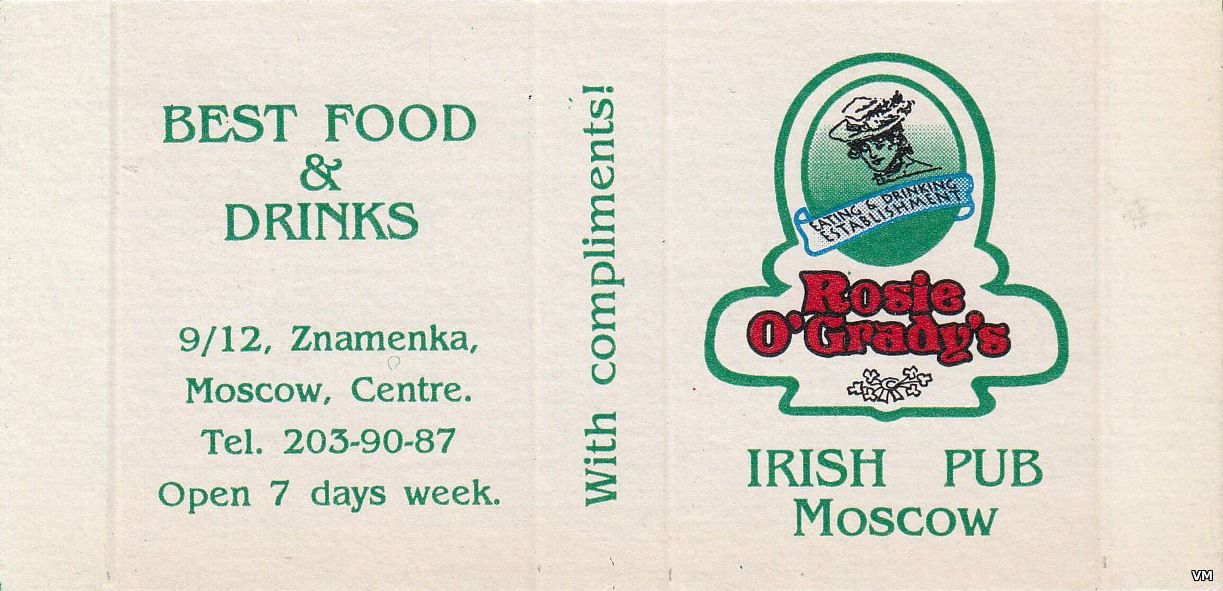 BEST FOOD
&
DRINKS
9/12, Znamenka,
Moscow, Centre.
Tel. 203-90-87
Open 7 days week.
With compliments!
EATING & DRINKING
ESTABLISHMENT
Rosie
O'Grady's
IRISH PUB
Moscow
VM